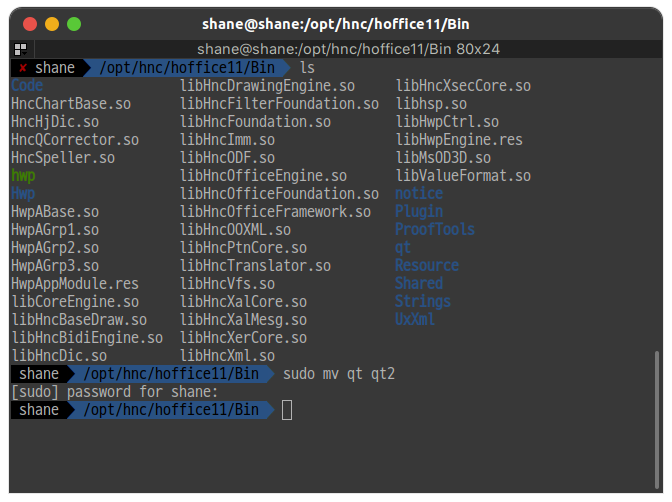 shane@shane:/opt/hnc/hoffice11/Bin
shane@shane:/opt/hnc/hoffice11/Bin 80x24
✘ shane /opt/hnc/hoffice11/Bin ls
Code libHncDrawingEngine.so libHncXsecCore.so
HncChartBase.so libHncFilterFoundation.so libhsp.so
HncHjDic.so libHncFoundation.so libHwpCtrl.so
HncQCorrector.so libHncImm.so libHwpEngine.res
HncSpeller.so libHncODF.so libMsOD3D.so
hwp libHncOfficeEngine.so libValueFormat.so
Hwp libHncOfficeFoundation.so notice
HwpABase.so libHncOfficeFramework.so Plugin
HwpAGrp1.so libHncOOXML.so ProofTools
HwpAGrp2.so libHncPtnCore.so qt
HwpAGrp3.so libHncTranslator.so Resource
HwpAppModule.res libHncVfs.so Shared
libCoreEngine.so libHncXalCore.so Strings
libHncBaseDraw.so libHncXalMesg.so UxXml
libHncBidiEngine.so libHncXerCore.so
libHncDic.so libHncXml.so
shane /opt/hnc/hoffice11/Bin sudo mv qt qt2
[sudo] password for shane:
shane /opt/hnc/hoffice11/Bin